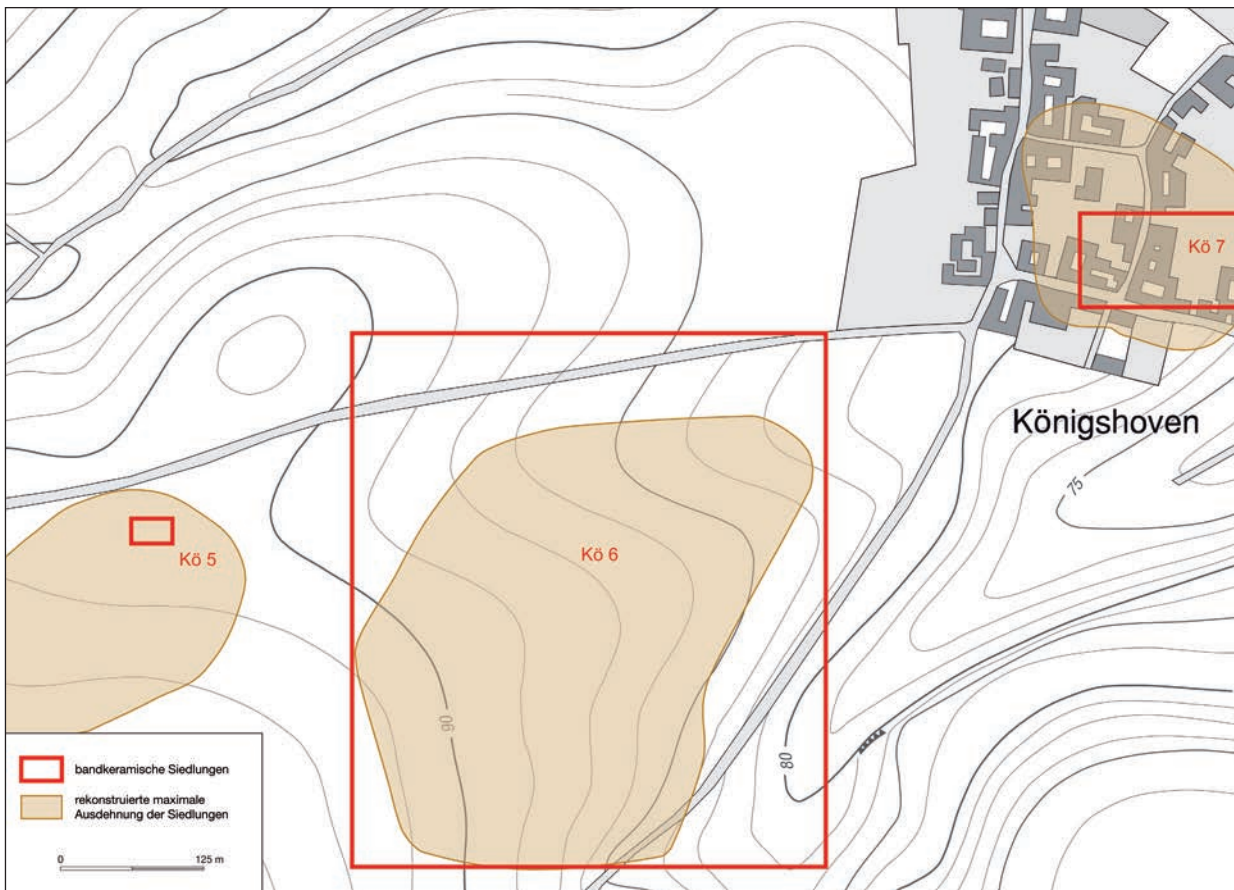 Kö 7
Königshoven
75
Kö 5
Kö 6
90
80
bandkeramische Siedlungen
rekonstruierte maximale
Ausdehnung der Siedlungen
0 125 m